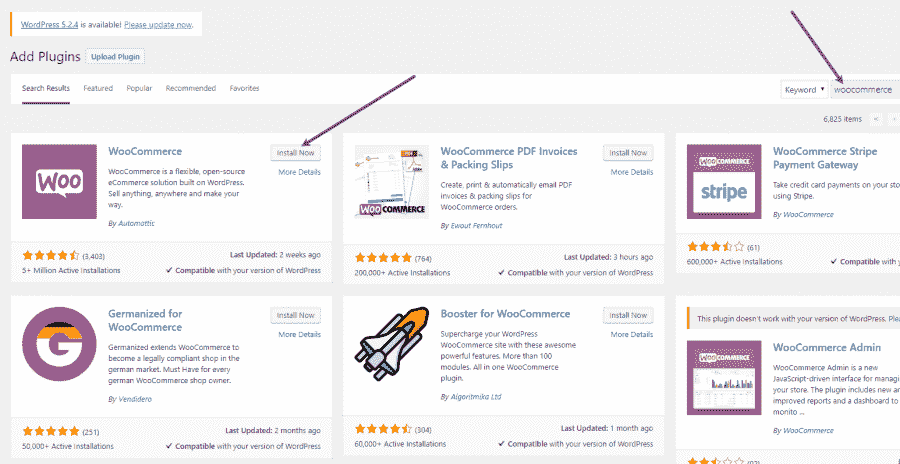 WordPress 5.2.4 is available! Please update now.
Add Plugins
Upload Plugin
Search Results
Featured
Popular
Recommended
Favorites
Keyword
woocommerce
6,825 items
«
‹
WOO
WooCommerce
Install Now
More Details
WooCommerce is a flexible, open-source
eCommerce solution built on WordPress.
Sell anything, anywhere and make your
way.
By Automattic
(3,403)
5+ Million Active Installations
Last Updated: 2 weeks ago
Compatible with your version of WordPress
WOOCOMMERCE
WooCommerce PDF Invoices
& Packing Slips
Install Now
More Details
Create, print & automatically email PDF
invoices & packing slips for
WooCommerce orders.
By Ewout Fernhout
(764)
200,000+ Active Installations
Last Updated: 3 hours ago
Compatible with your version of WordPress
WOOCOMMERCE
stripe
WooCommerce Stripe
Payment Gateway
Take credit card payments on your
using Stripe.
By WooCommerce
(61)
600,000+ Active Installations
Compatible with
Germanized for
WooCommerce
Install Now
More Details
Germanized extends WooCommerce to
become a legally compliant shop in the
german market. Must Have for every
german WooCommerce shop owner.
By Vendidero
(251)
50,000+ Active Installations
Last Updated: 2 months ago
Compatible with your version of WordPress
Booster for WooCommerce
Install Now
More Details
Supercharge your WordPress
WooCommerce site with these awesome
powerful features. More than 100
modules. All in one WooCommerce
plugin.
By Algoritmika Ltd
(304)
60,000+ Active Installations
Last Updated: 1 month ago
Compatible with your version of WordPress
This plugin doesn't work with your version of WordPress.
WOOCOMMERCE
WooCommerce Admin
WooCommerce Admin is a new
JavaScript-driven interface for
your store. The plugin includes new
improved reports and a dashboard to
monito ...
By WooCommerce